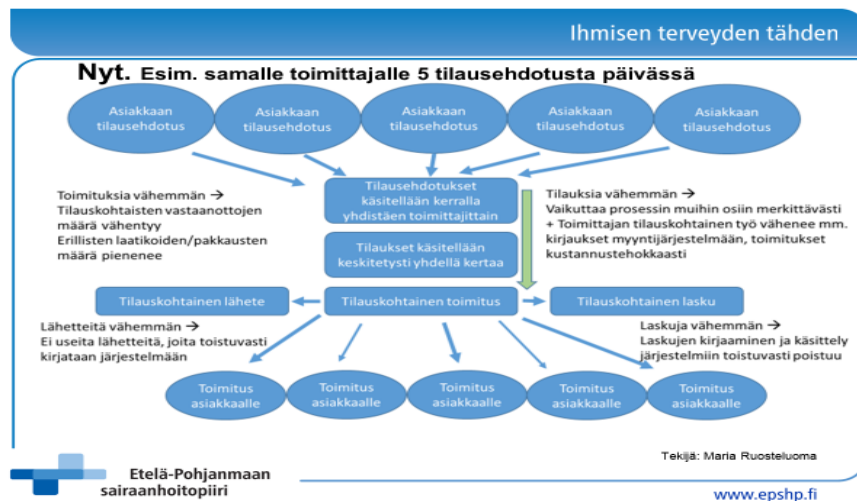 Ihmisen terveyden tähden
Nyt. Esim. samalle toimittajalle 5 tilausehdotusta päivässä
Asiakkaan
tilausehdotus
Asiakkaan
tilausehdotus
Asiakkaan
tilausehdotus
Asiakkaan
tilausehdotus
Asiakkaan
tilausehdotus
Toimituksia vähemmän →
Tilauskohtaisten vastaanottojen
määrä vähentyy
Erillisten laatikoiden/pakkausten
määrä pienenee
Tilausehdotukset
käsitellään kerralla
yhdistäen toimittajittain
Tilaukset käsitellään
keskitetysti yhdellä kertaa
Tilauksia vähemmän →
Vaikuttaa prosessin muihin osiin merkittävästi
+ Toimittajan tilauskohtainen työ vähenee mm.
kirjaukset myyntijärjestelmään, toimitukset
kustannustehokkaasti
Tilauskohtainen lähete
Tilauskohtainen toimitus
Tilauskohtainen lasku
Lähetteitä vähemmän →
Ei useita lähetteitä, joita toistuvasti
kirjataan järjestelmään
Laskuja vähemmän →
Laskujen kirjaaminen ja käsittely
järjestelmiin toistuvasti poistuu
Toimitus
asiakkaalle
Toimitus
asiakkaalle
Toimitus
asiakkaalle
Toimitus
asiakkaalle
Toimitus
asiakkaalle
Tekijä: Maria Ruosteluoma
Etelä-Pohjanmaan
sairaanhoitopiiri
www.epshp.fi